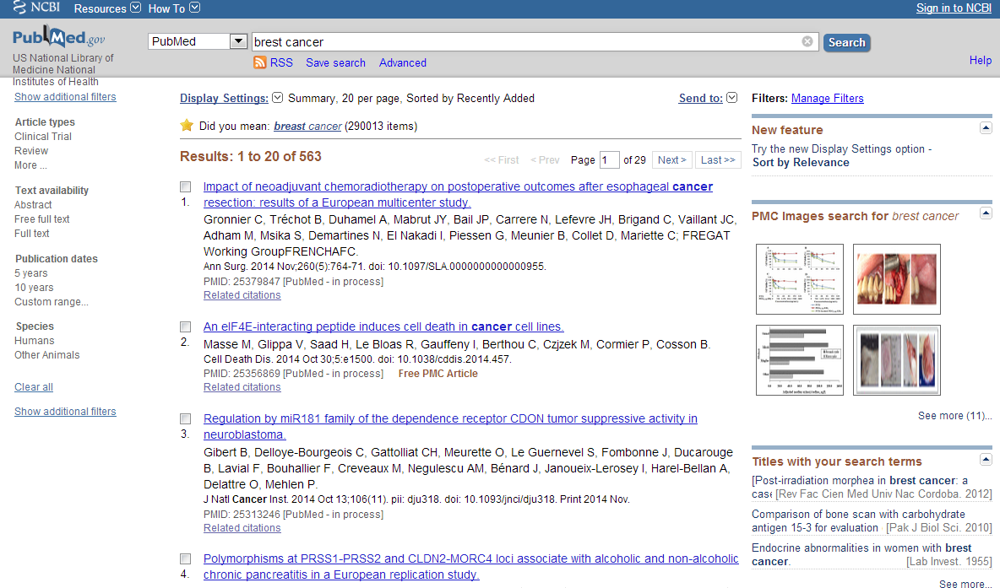 NCBI Resources How To Sign in to NCBI
PubMed.gov
US National Library of
Medicine National
Institutes of Health
PubMed brest cancer Search
RSS Save search Advanced
Help
Show additional filters
Article types
Clinical Trial
Review
More ...
Text availability
Abstract
Free full text
Full text
Publication dates
5 years
10 years
Custom range...
Species
Humans
Other Animals
Clear all
Show additional filters
Display Settings: Summary, 20 per page, Sorted by Recently Added Send to:
Did you mean: breast cancer (290013 items)
Results: 1 to 20 of 563
<< First < Prev Page 1 of 29 Next > Last >>
Impact of neoadjuvant chemoradiotherapy on postoperative outcomes after esophageal cancer
1. resection: results of a European multicenter study.
Gronnier C, Tréchot B, Duhamel A, Mabrut JY, Bail JP, Carrere N, Lefevre JH, Brigand C, Vaillant JC,
Adham M, Msika S, Demartines N, El Nakadi I, Piessen G, Meunier B, Collet D, Mariette C; FREGAT
Working GroupFRENCHAFC.
Ann Surg. 2014 Nov;260(5):764-71. doi: 10.1097/SLA.0000000000000955.
PMID: 25379847 [PubMed - in process]
Related citations
An eIF4E-interacting peptide induces cell death in cancer cell lines.
2. Masse M, Glippa V, Saad H, Le Bloas R, Gauffeny I, Berthou C, Czjzek M, Cormier P, Cosson B.
Cell Death Dis. 2014 Oct 30;5:e1500. doi: 10.1038/cddis.2014.457.
PMID: 25356869 [PubMed - in process] Free PMC Article
Related citations
Regulation by miR181 family of the dependence receptor CDON tumor suppressive activity in
3. neuroblastoma.
Gibert B, Delloye-Bourgeois C, Gattolliat CH, Meurette O, Le Guernevel S, Fombonne J, Ducarouge
B, Lavial F, Bouhallier F, Creveaux M, Negulescu AM, Bénard J, Janoueix-Lerosey I, Harel-Bellan A,
Delattre O, Mehlen P.
J Natl Cancer Inst. 2014 Oct 13;106(11). pii: dju318. doi: 10.1093/jnci/dju318. Print 2014 Nov.
PMID: 25313246 [PubMed - in process]
Related citations
Polymorphisms at PRSS1-PRSS2 and CLDN2-MORC4 loci associate with alcoholic and non-alcoholic
4. chronic pancreatitis in a European replication study.
Filters: Manage Filters
New feature
Try the new Display Settings option -
Sort by Relevance
PMC Images search for brest cancer
See more (11)...
Titles with your search terms
[Post-irradiation morphea in brest cancer: a
case [Rev Fac Cien Med Univ Nac Cordoba. 2012]
Comparison of bone scan with carbohydrate
antigen 15-3 for evaluation [Pak J Biol Sci. 2010]
Endocrine abnormalities in women with brest
cancer. [Lab Invest. 1955]
See more...